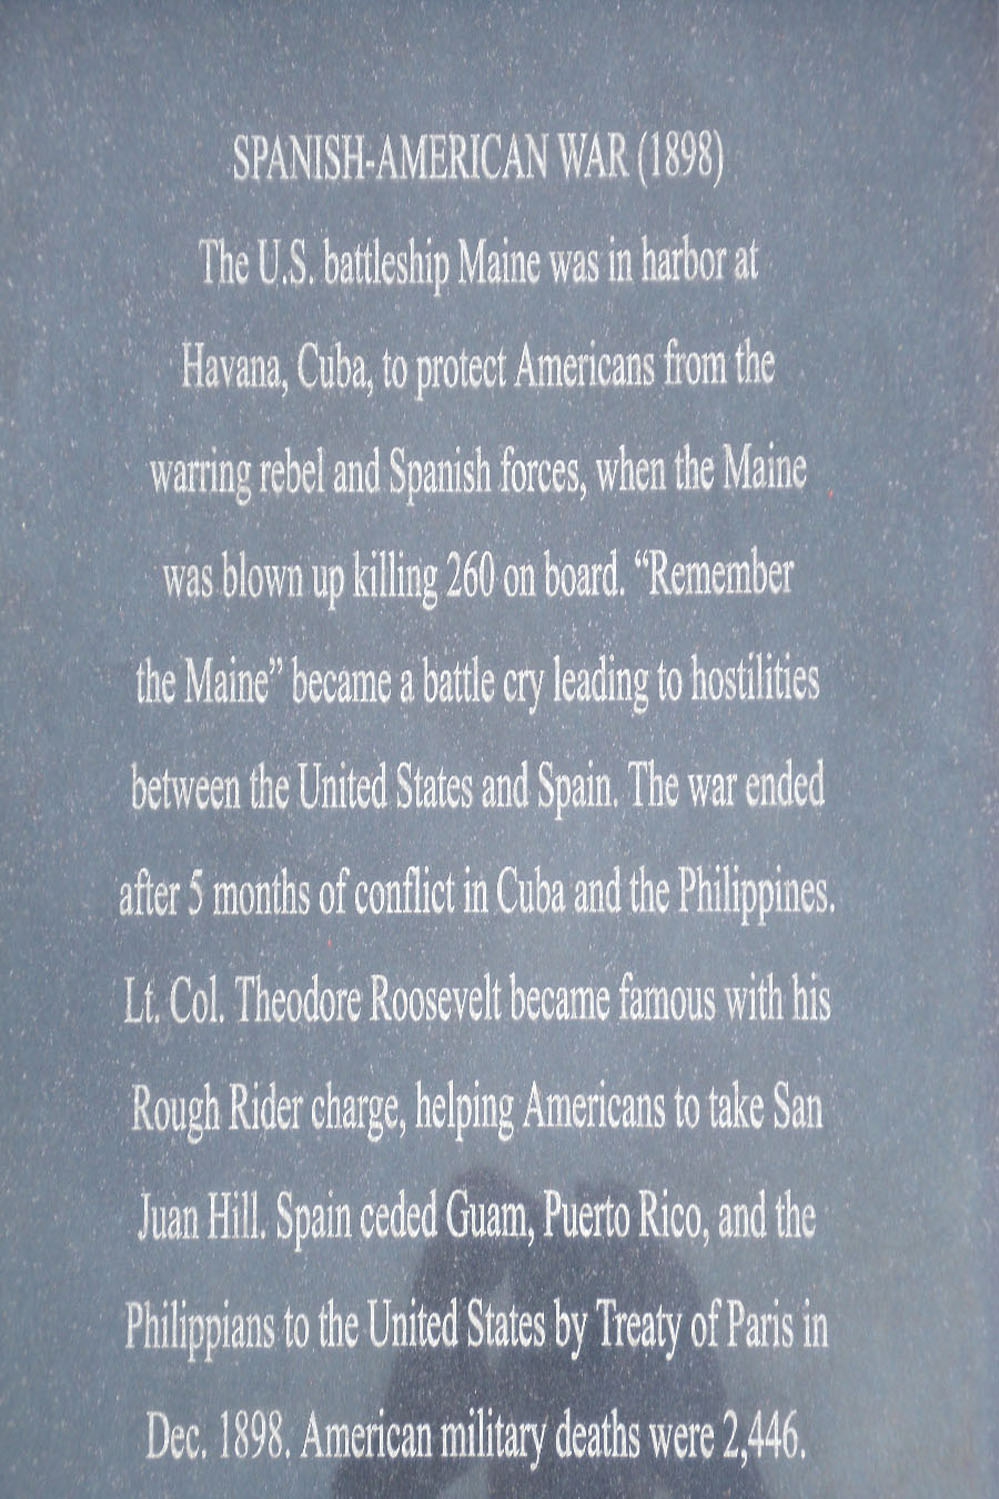 SPANISH-AMERICAN WAR (1898)
The U.S. battleship Maine was in harbor at
Havana, Cuba, to protect Americans from the
warring rebel and Spanish forces, when the Maine
was blown up killing 260 on board. “Remember
the Maine” became a battle cry leading to hostilities
between the United States and Spain. The war ended
after 5 months of conflict in Cuba and the Philippines.
Lt. Col. Theodore Roosevelt became famous with his
Rough Rider charge, helping Americans to take San
Juan Hill. Spain ceded Guam, Puerto Rico, and the
Philippians to the United States by Treaty of Paris in
Dec. 1898. American military deaths were 2,446.